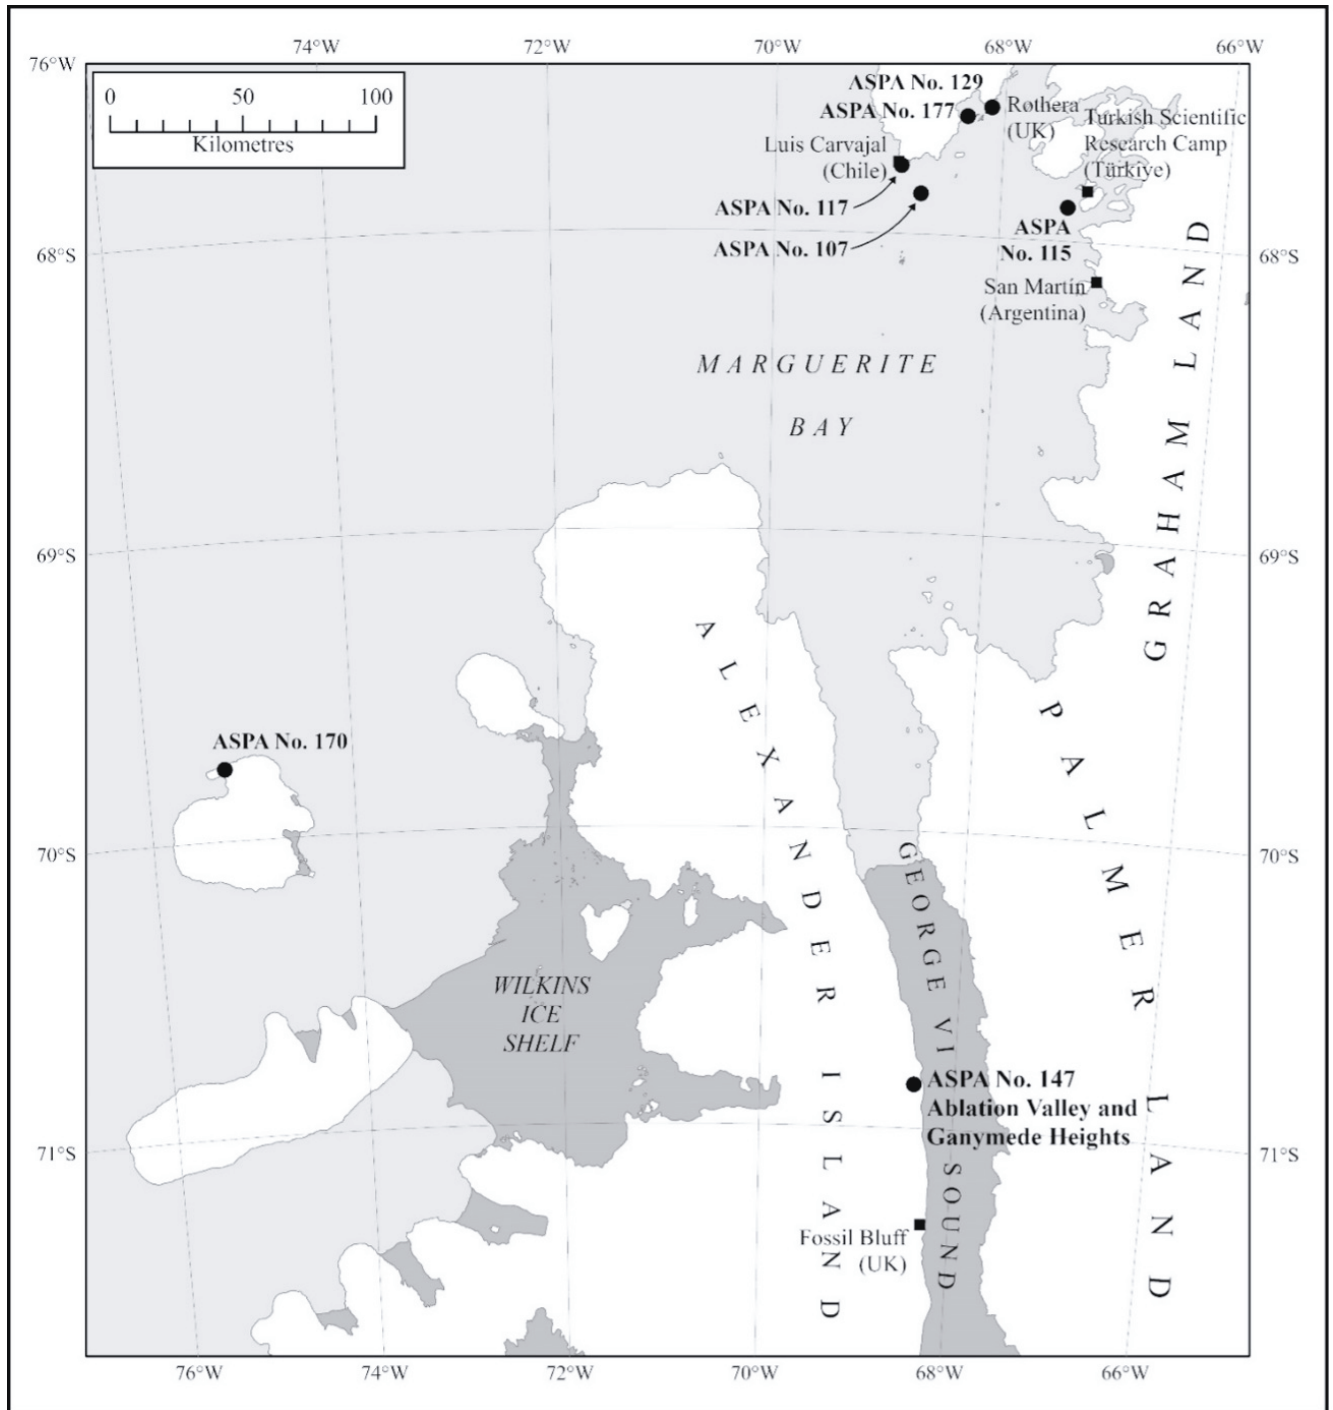 74°W 72°W 70°W 68°W 66°W
76°W
0 50 100
Kilometres
ASPA No. 129
ASPA No. 177
Rothera
(UK)
Turkish Scientific
Research Camp
(Türkiye)
Luis Carvajal
(Chile)
ASPA No. 117
ASPA No. 107
ASPA
No. 115
68°S 68°S
San Martín
(Argentina)
GRAHAM LAND
MARGUERITE
BAY
69°S 69°S
ALEXANDER ISLAND
PALMER LAND
ASPA No. 170
70°S 70°S
GEORGE VI SOUND
WILKINS
ICE
SHELF
ASPA No. 147
Ablation Valley and
Ganymede Heights
71°S 71°S
Fossil Bluff
(UK)
76°W 74°W 72°W 70°W 68°W 66°W